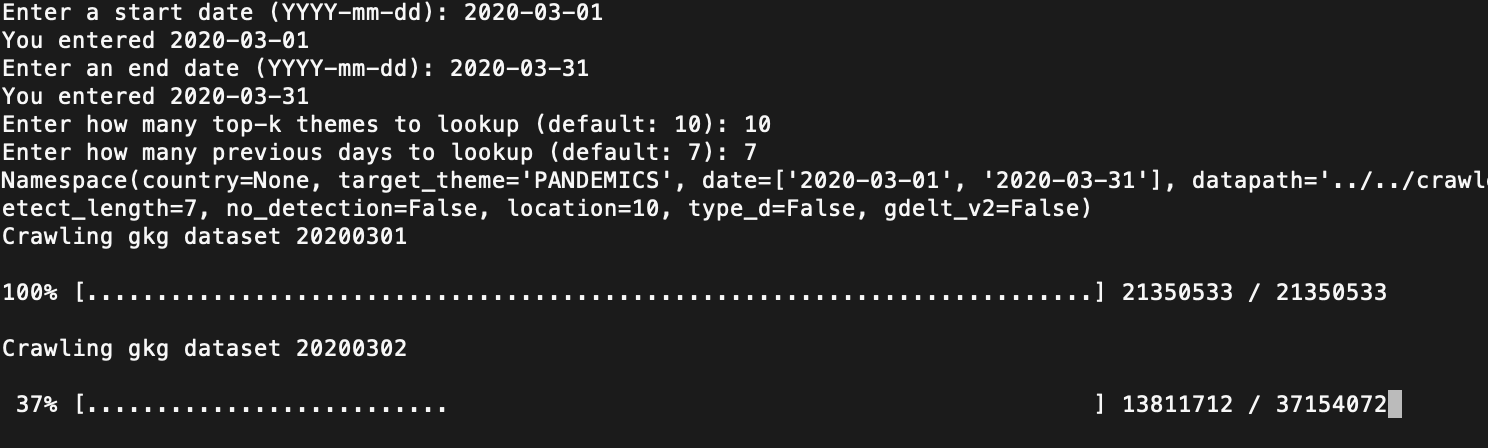 Enter a start date (YYYY-mm-dd): 2020-03-01
You entered 2020-03-01
Enter an end date (YYYY-mm-dd): 2020-03-31
You entered 2020-03-31
Enter how many top-k themes to lookup (default: 10): 10
Enter how many previous days to lookup (default: 7): 7
Namespace(country=None, target_theme='PANDEMICS', date=['2020-03-01', '2020-03-31'], datapath='../../crawl
etect_length=7, no_detection=False, location=10, type_d=False, gdelt_v2=False)
Crawling gkg dataset 20200301
100% [........................................................................] 21350533 / 21350533
Crawling gkg dataset 20200302
37% [..........................                                              ] 13811712 / 37154072